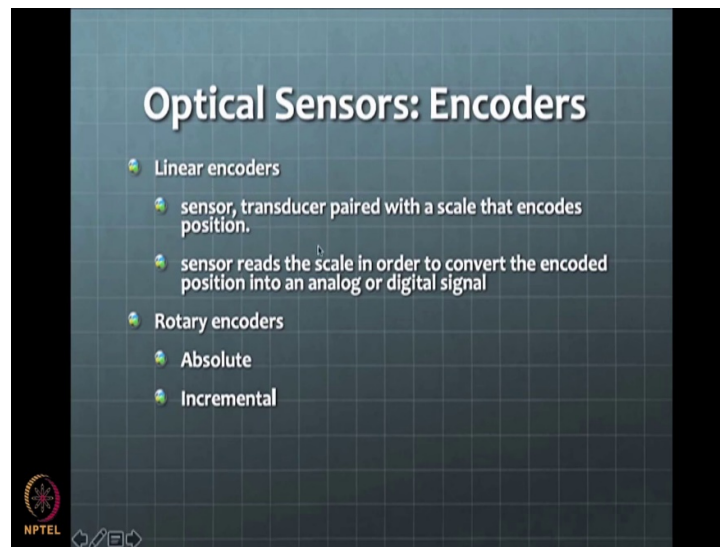 Optical Sensors: Encoders
Linear encoders
sensor, transducer paired with a scale that encodes
position.
sensor reads the scale in order to convert the encoded
position into an analog or digital signal
Rotary encoders
Absolute
Incremental
NPTEL